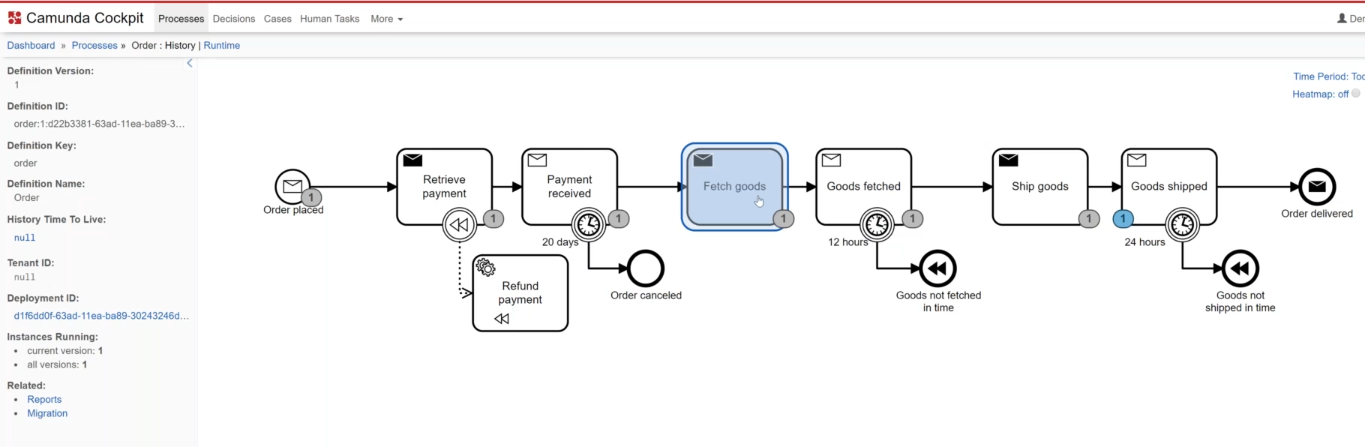 Camunda Cockpit Processes Decisions Cases Human Tasks More
Dashboard » Processes » Order : History | Runtime
Definition Version:
1
Definition ID:
order:1:d22b3381-63ad-11ea-ba89-3...
Definition Key:
order
Definition Name:
Order
History Time To Live:
null
Tenant ID:
null
Deployment ID:
d1f6dd0f-63ad-11ea-ba89-30243246d...
Instances Running:
• current version: 1
• all versions: 1
Related:
• Reports
• Migration
Time Period:
Heatmap: off
Order placed
1
Retrieve
payment
1
Refund
payment
Payment
received
1
20 days
Order canceled
Fetch goods
1
Goods fetched
1
12 hours
Goods not fetched
in time
Ship goods
1
Goods shipped
1
24 hours
Goods not
shipped in time
Order delivered